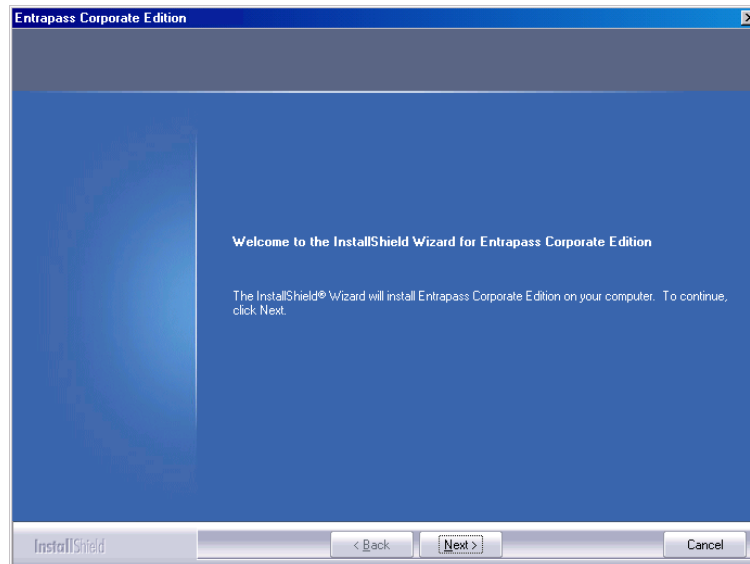 Entrapass Corporate Edition
Welcome to the InstallShield Wizard for Entrapass Corporate Edition
The InstallShield® Wizard will install Entrapass Corporate Edition on your computer. To continue,
click Next.
InstallShield
< Back
Next >
Cancel